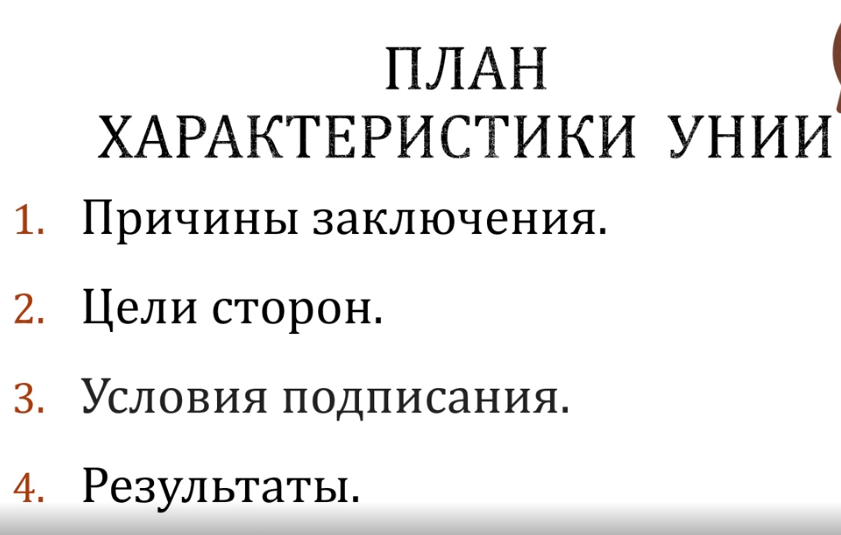 ПЛАН
ХАРАКТЕРИСТИКИ УНИИ
1. Причины заключения.
2. Цели сторон.
3. Условия подписания.
4. Результаты.